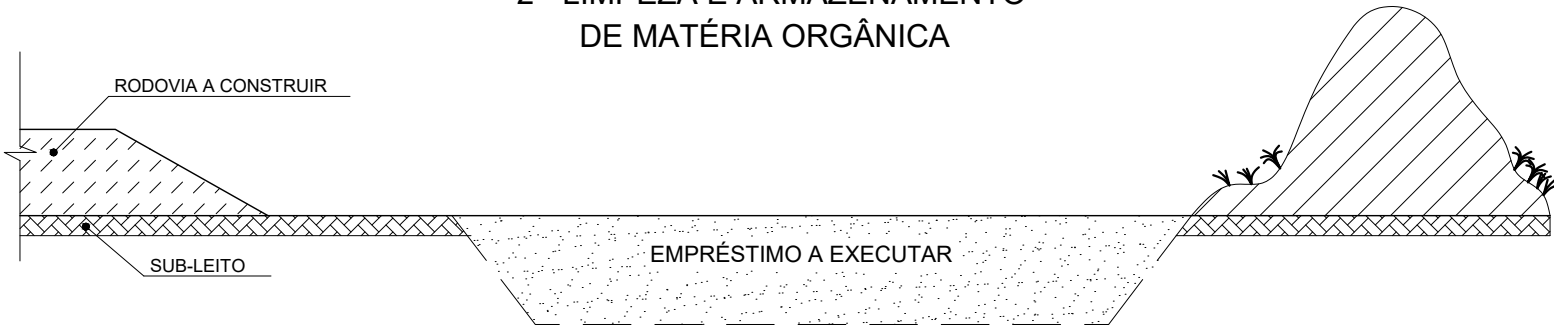 2 - LIMPEZA E ARMAZENAMENTO
DE MATÉRIA ORGÂNICA
RODOVIA A CONSTRUIR
EMPRÉSTIMO A EXECUTAR
SUB-LEITO